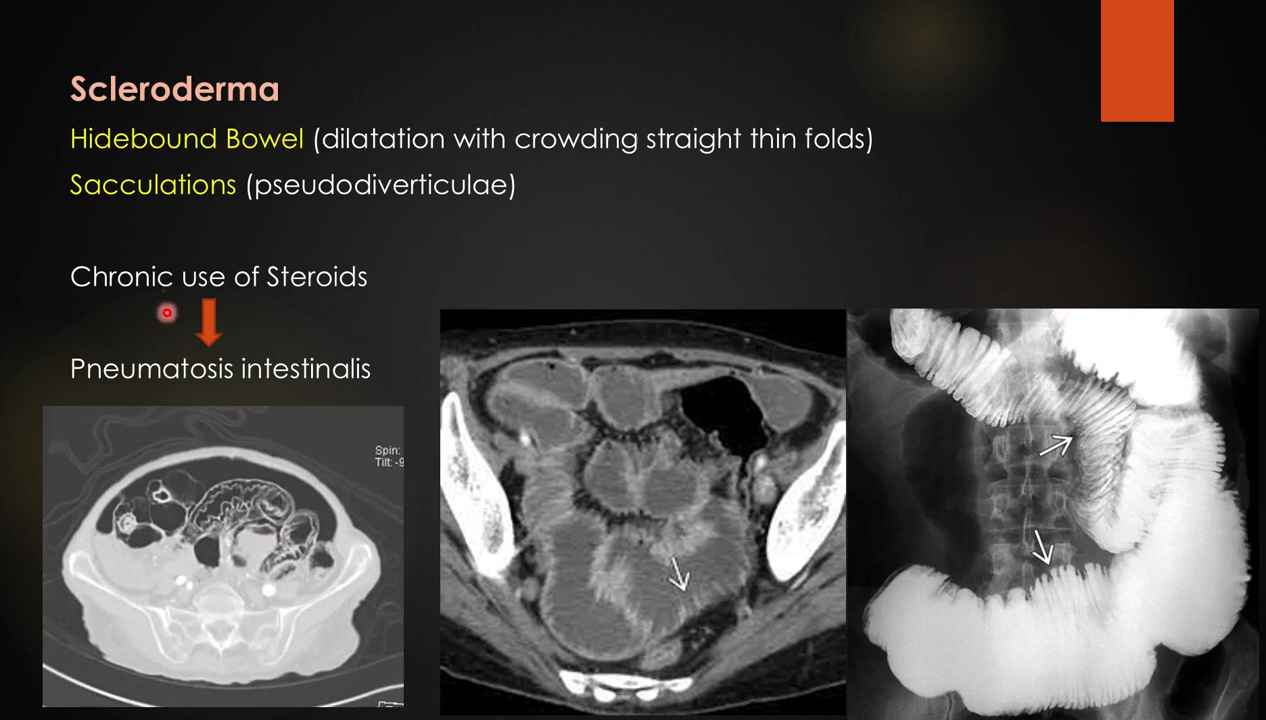 Scleroderma
Hidebound Bowel (dilatation with crowding straight thin folds)
Sacculations (pseudodiverticulae)
Chronic use of Steroids
Pneumatosis intestinalis
Spin:
Tilt: -9